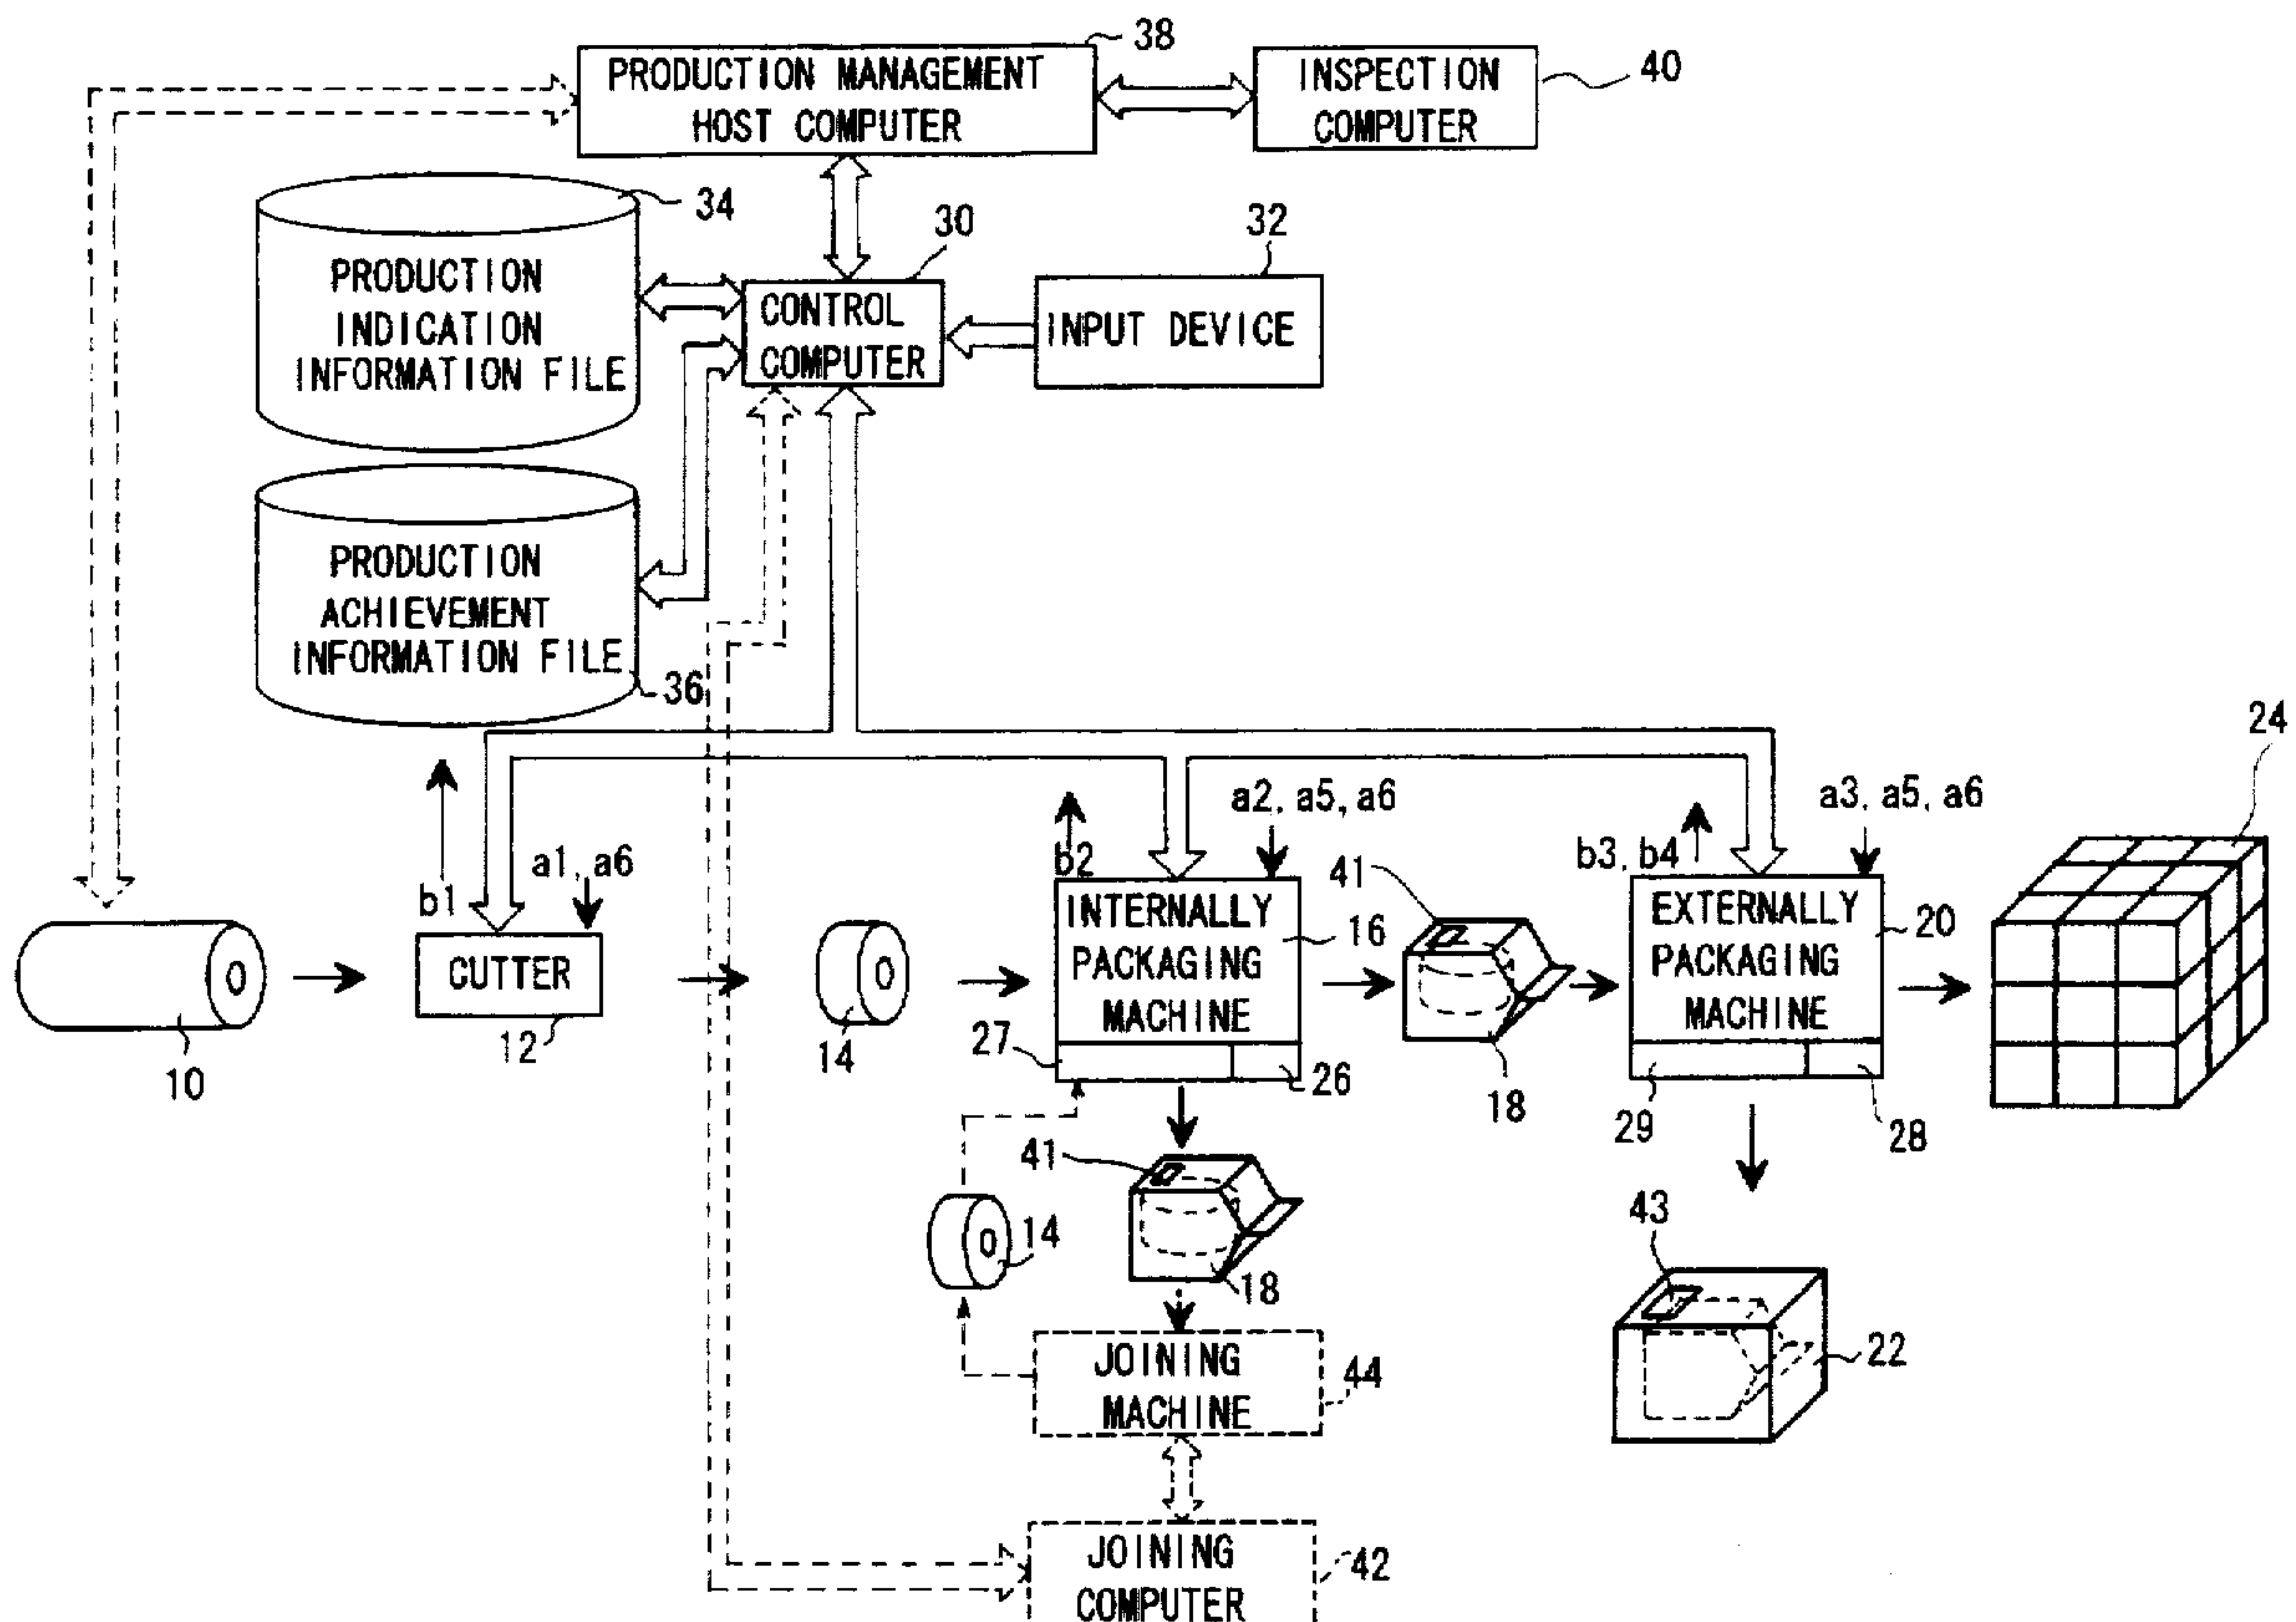 38
PRODUCTION MANAGEMENT
HOST COMPUTER
INSPECTION
COMPUTER
40
34
PRODUCTION
INDICATION
INFORMATION FILE
30
CONTROL
COMPUTER
32
INPUT DEVICE
PRODUCTION
ACHIEVEMENT
INFORMATION FILE
36
24
b1
a1, a6
b2
a2, a5, a6
b3, b4
a3, a5, a6
10
CUTTER
12
14
INTERNALLY
PACKAGING
MACHINE
16
27
26
41
18
EXTERNALLY
PACKAGING
MACHINE
20
29
28
41
14
18
43
22
JOINING
MACHINE
44
JOINING
COMPUTER
42